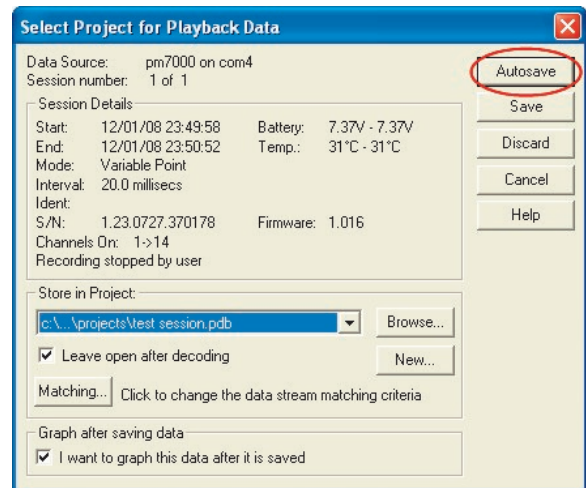 Select Project for Playback Data
Data Source: pm7000 on com4
Session number: 1 of 1
Session Details
Start: 12/01/08 23:49:58 Battery: 7.37V - 7.37V
End: 12/01/08 23:50:52 Temp.: 31°C - 31°C
Mode: Variable Point
Interval: 20.0 millisecs
Ident:
S/N: 1.23.0727.370178 Firmware: 1.016
Channels On: 1->14
Recording stopped by user
Store in Project:
c:\...\projects\test session.pdb
Browse...
Leave open after decoding
New...
Matching... Click to change the data stream matching criteria
Graph after saving data
I want to graph this data after it is saved
Autosave
Save
Discard
Cancel
Help